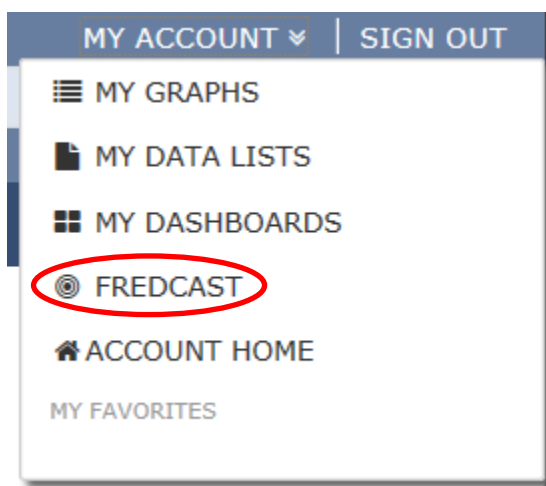 MY ACCOUNT | SIGN OUT
MY GRAPHS
MY DATA LISTS
MY DASHBOARDS
FREDCAST
ACCOUNT HOME
MY FAVORITES